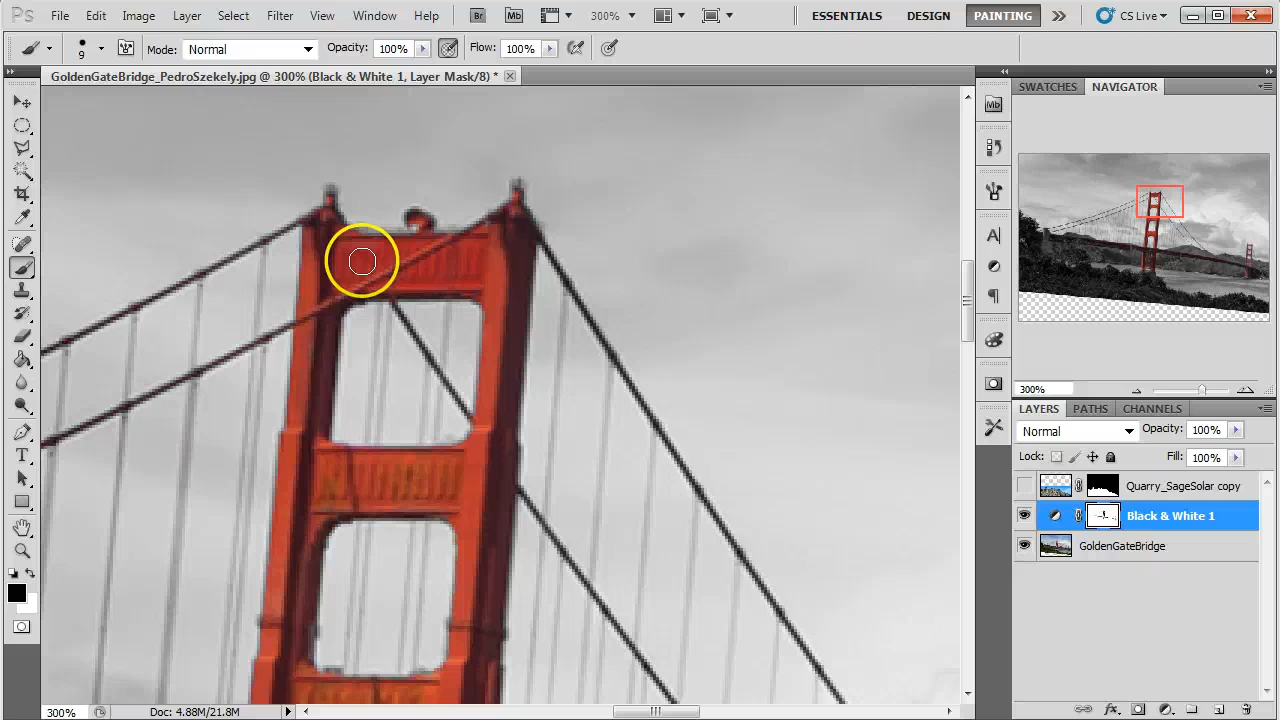 Ps File Edit Image Layer Select Filter View Window Help Br Mb 300% ESSENTIALS DESIGN PAINTING CS Live
9 Mode: Normal Opacity: 100% Flow: 100%
GoldenGateBridge_PedroSzekely.jpg @ 300% (Black & White 1, Layer Mask/8) *
SWATCHES NAVIGATOR
Mb
A
300%
LAYERS PATHS CHANNELS
Normal Opacity: 100%
Lock: Fill: 100%
Quarry_SageSolar copy
Black & White 1
GoldenGateBridge
T
300% Doc: 4.88M/21.8M
fx